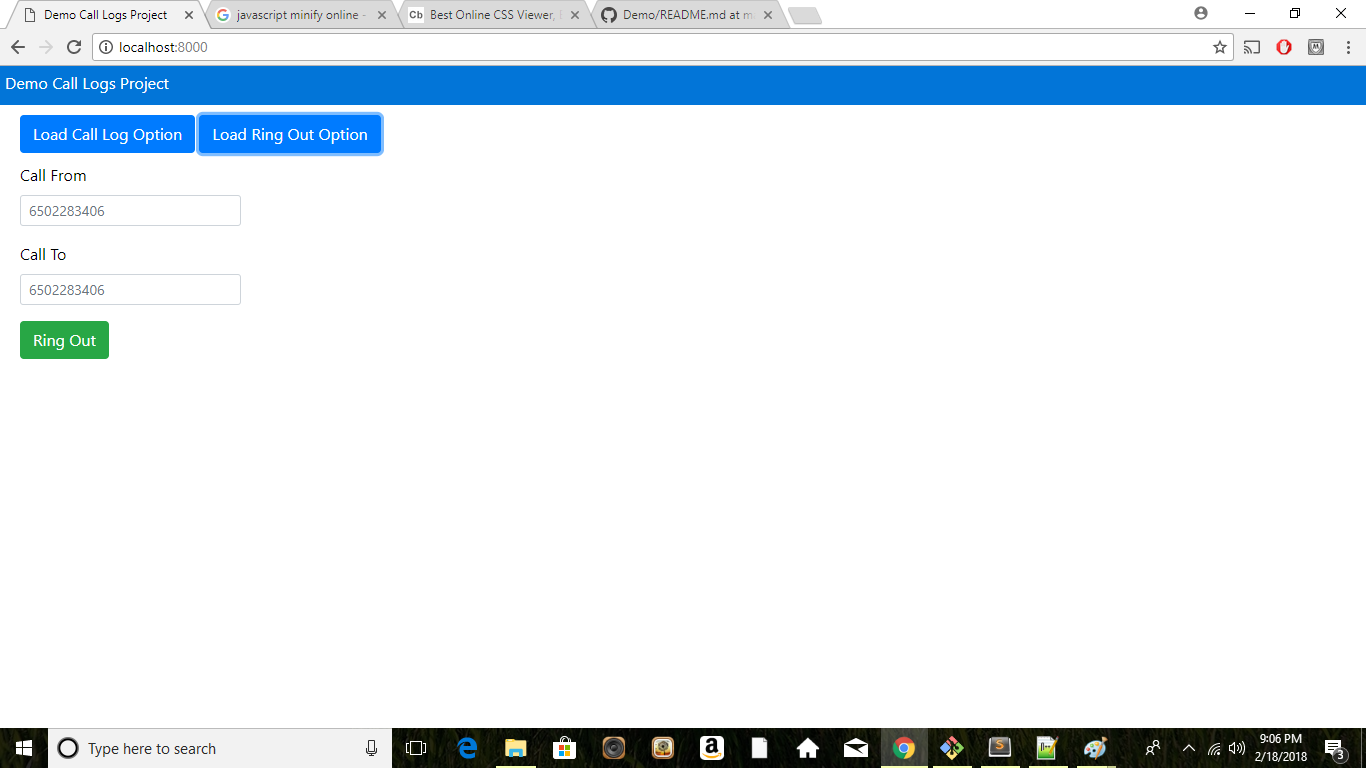 Demo Call Logs Project
javascript minify online -
Cb Best Online CSS Viewer,
Demo/README.md at m
localhost:8000
Demo Call Logs Project
Load Call Log Option Load Ring Out Option
Call From
6502283406
Call To
6502283406
Ring Out
Type here to search
9:06 PM
2/18/2018
3